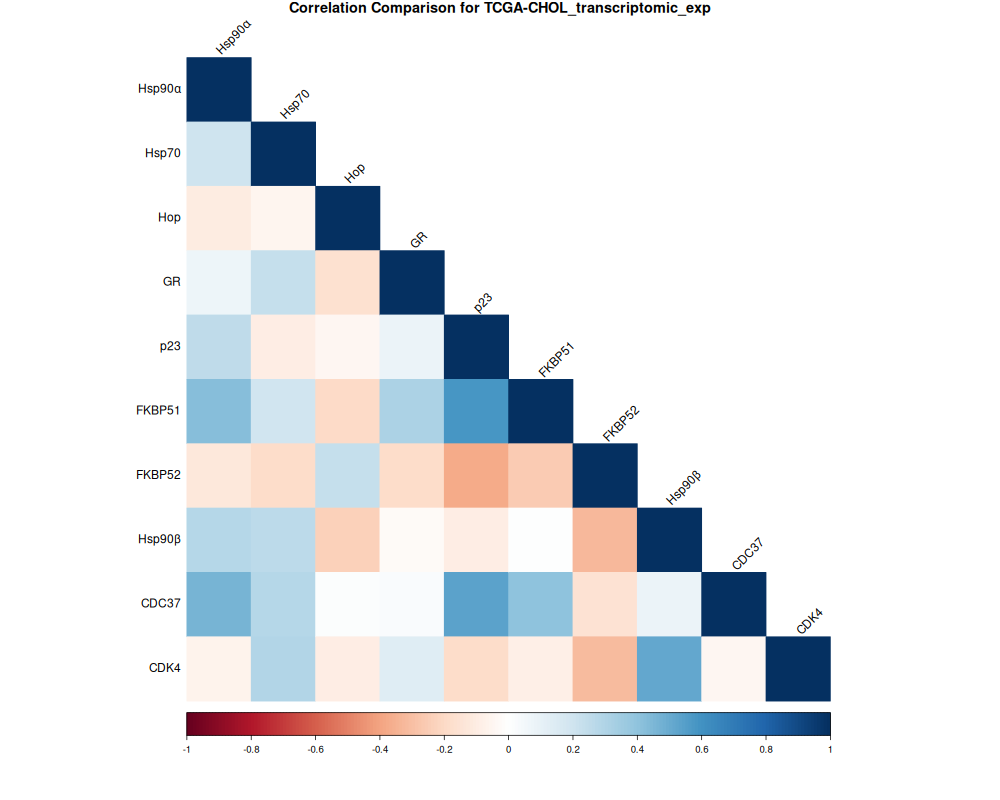 Correlation Comparison for TCGA-CHOL_transcriptomic_exp
Hsp90α
Hsp90α
Hsp70
Hsp70
Hop
Hop
GR
GR
p23
p23
FKBP51
FKBP51
FKBP52
FKBP52
Hsp90β
Hsp90β
CDC37
CDC37
CDK4
CDK4
-1 -0.8 -0.6 -0.4 -0.2 0 0.2 0.4 0.6 0.8 1